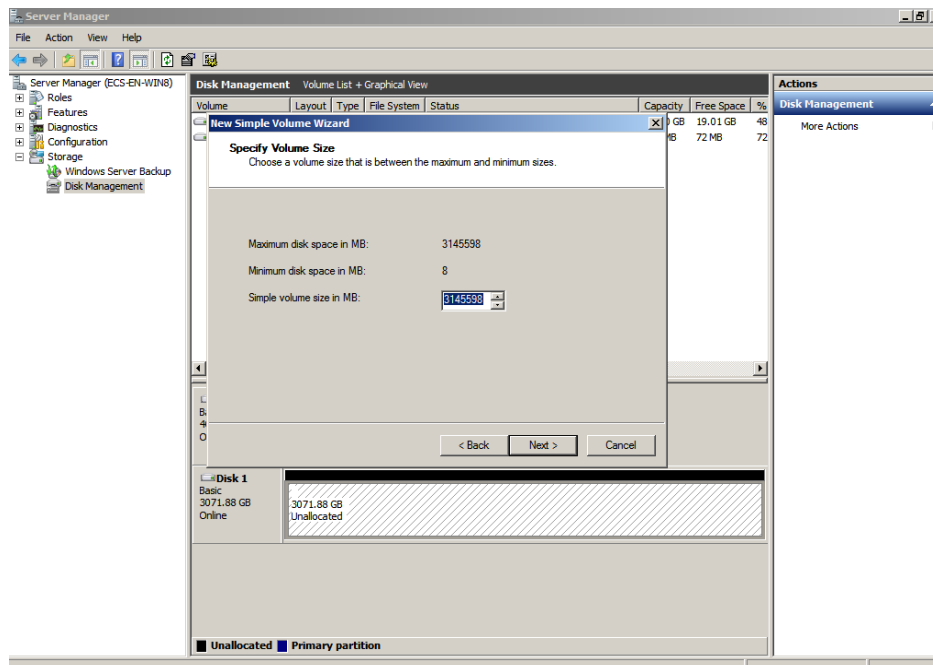 Server Manager
File Action View Help
Server Manager (ECS-EN-WIN8)
Roles
Features
Diagnostics
Configuration
Storage
Windows Server Backup
Disk Management
Disk Management Volume List + Graphical View
Volume Layout Type File System Status Capacity Free Space %
GB 19.01 GB 48
MB 72 MB 72
New Simple Volume Wizard
Specify Volume Size
Choose a volume size that is between the maximum and minimum sizes.
Maximum disk space in MB: 3145598
Minimum disk space in MB: 8
Simple volume size in MB: 3145598
< Back Next > Cancel
Disk 1
Basic
3071.88 GB
Online
3071.88 GB
Unallocated
Unallocated Primary partition
Actions
Disk Management
More Actions